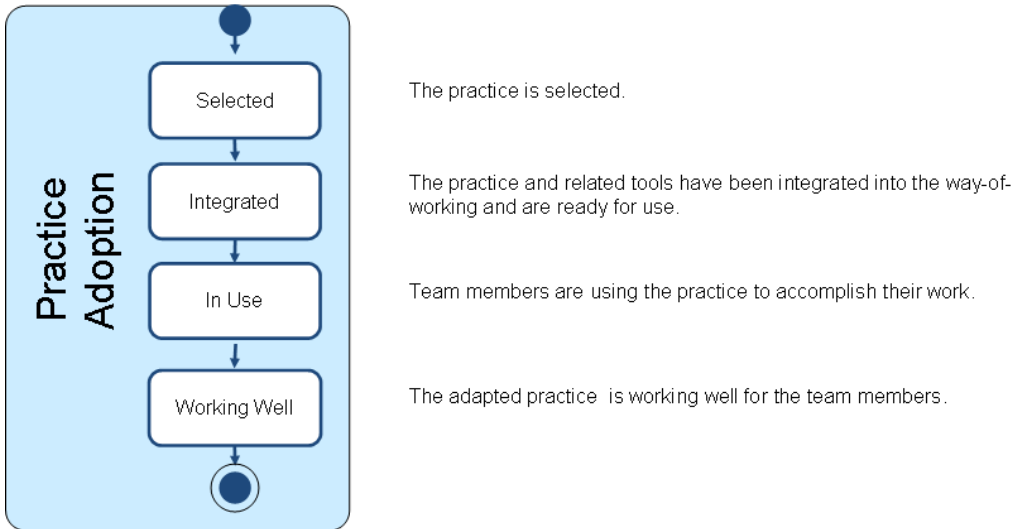 Practice
Adoption
Selected
The practice is selected.
Integrated
The practice and related tools have been integrated into the way-of-
working and are ready for use.
In Use
Team members are using the practice to accomplish their work.
Working Well
The adapted practice  is working well for the team members.